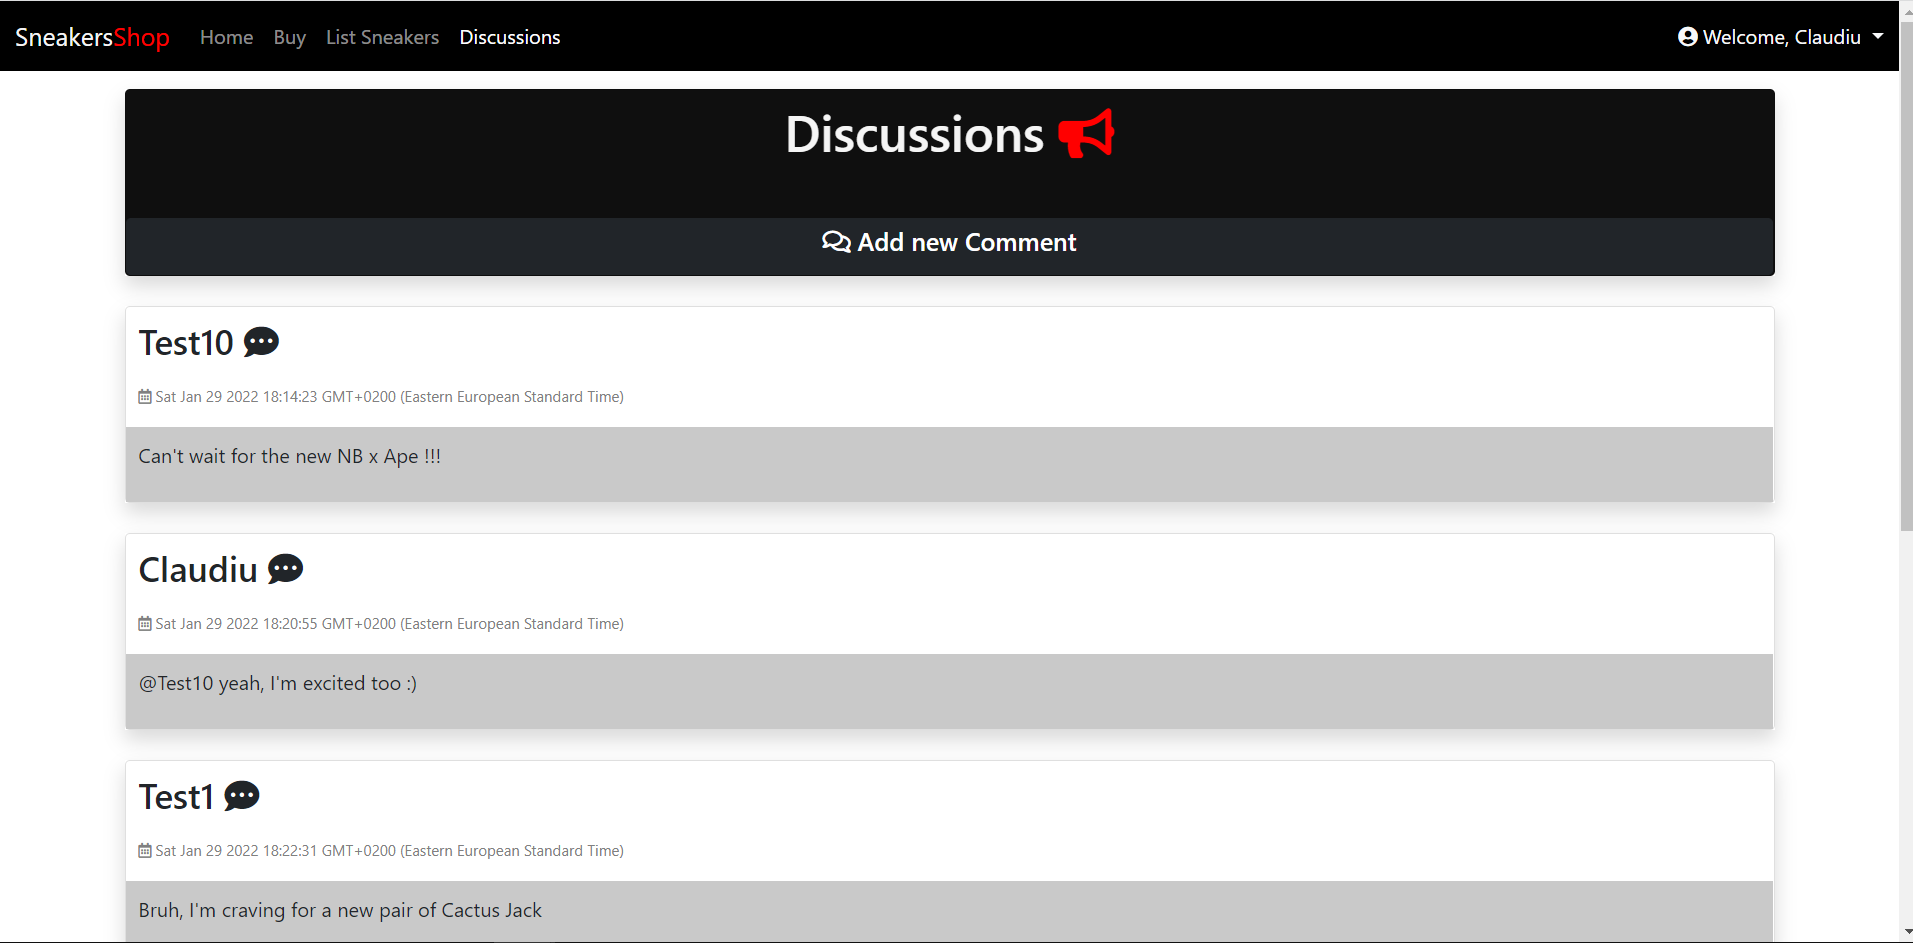 SneakersShop Home Buy List Sneakers Discussions Welcome, Claudiu
Discussions
Add new Comment
Test10
Sat Jan 29 2022 18:14:23 GMT+0200 (Eastern European Standard Time)
Can't wait for the new NB x Ape !!!
Claudiu
Sat Jan 29 2022 18:20:55 GMT+0200 (Eastern European Standard Time)
@Test10 yeah, I'm excited too :)
Test1
Sat Jan 29 2022 18:22:31 GMT+0200 (Eastern European Standard Time)
Bruh, I'm craving for a new pair of Cactus Jack